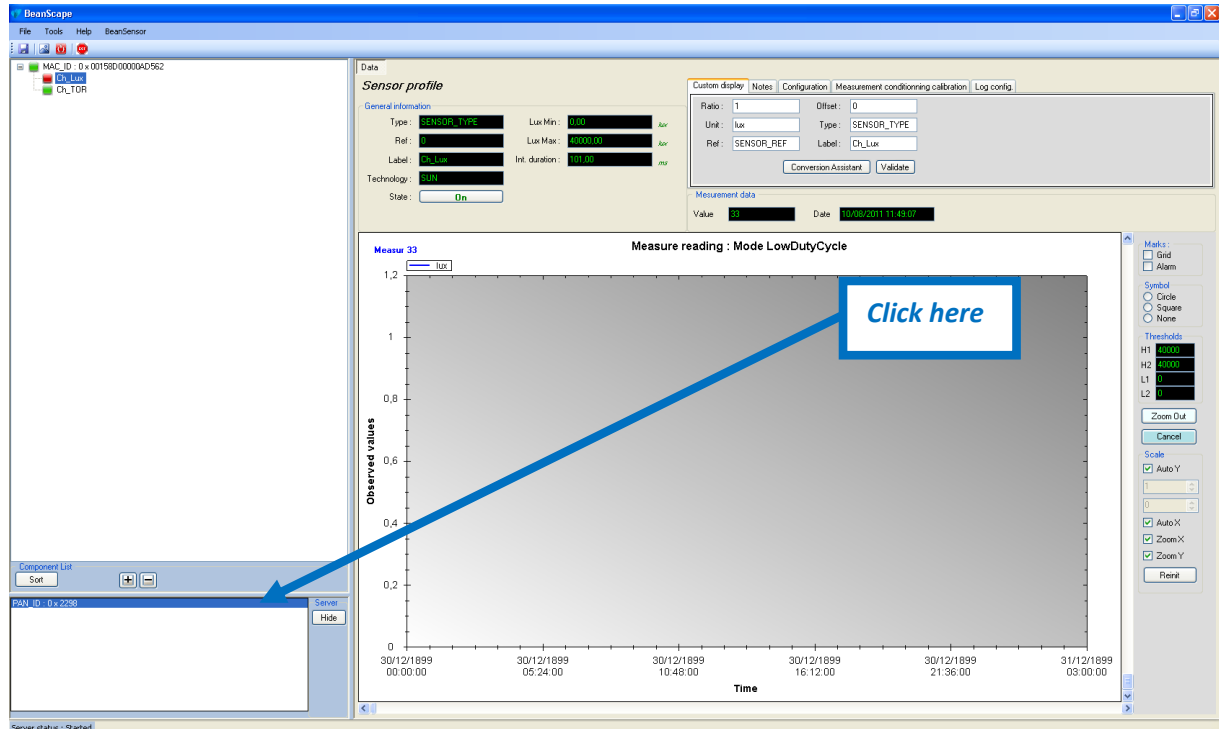 BeanScape
File Tools Help BeanSensor
MAC_ID : 0 x 00158D00000AD562
Ch_Lux
Ch_TOR
Component List
Sort
PAN_ID : 0 x 2298
Server
Hide
Server status : Started
Data
Sensor profile
General information
Type : SENSOR_TYPE Lux Min : 0,00 lux
Ref : 0 Lux Max : 40000,00 lux
Label : Ch_Lux Int. duration : 101,00 ms
Technology : SUN
State : On
Custom display Notes Configuration Measurement conditionning calibration Log config.
Ratio : 1 Offset : 0
Unit : lux Type : SENSOR_TYPE
Ref : SENSOR_REF Label : Ch_Lux
Conversion Assistant Validate
Mesurement data
Value 33 Date 10/08/2011 11:49:07
Measur 33
Measure reading : Mode LowDutyCycle
lux
1,2
1
0,8
0,6
0,4
0,2
0
Observed values
30/12/1899 30/12/1899 30/12/1899 30/12/1899 30/12/1899 31/12/1899
00:00:00 05:24:00 10:48:00 16:12:00 21:36:00 03:00:00
Time
Click here
Marks :
Grid
Alarm
Symbol
Circle
Square
None
Thresholds
H1 40000
H2 40000
L1 0
L2 0
Zoom Out
Cancel
Scale
Auto Y
1
0
Auto X
Zoom X
Zoom Y
Reinit